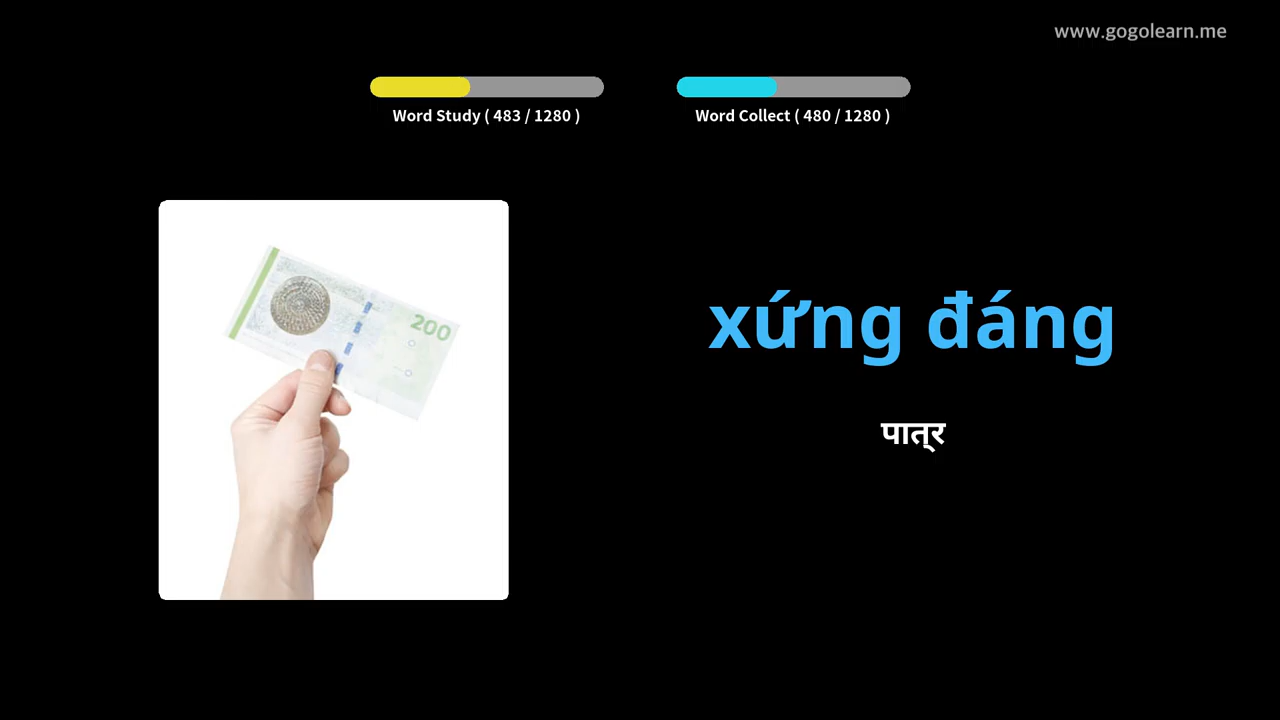 www.gogolearn.me
Word Study ( 483 / 1280 )
Word Collect ( 480 / 1280 )
200
xứng đáng
पात्र